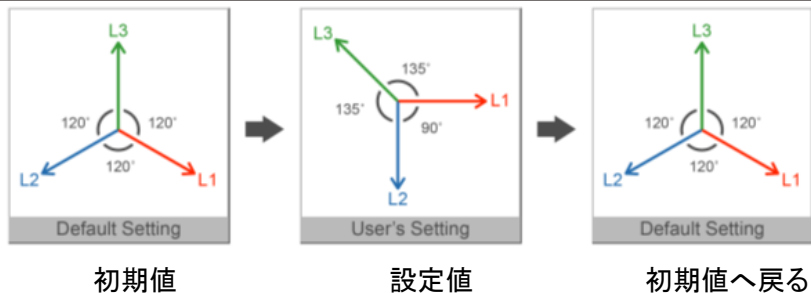 L3
120° 120°
120°
L2 L1
Default Setting
初期値
L3
135°
135° L1
90°
L2
User's Setting
設定値
L3
120° 120°
120°
L2 L1
Default Setting
初期値へ戻る